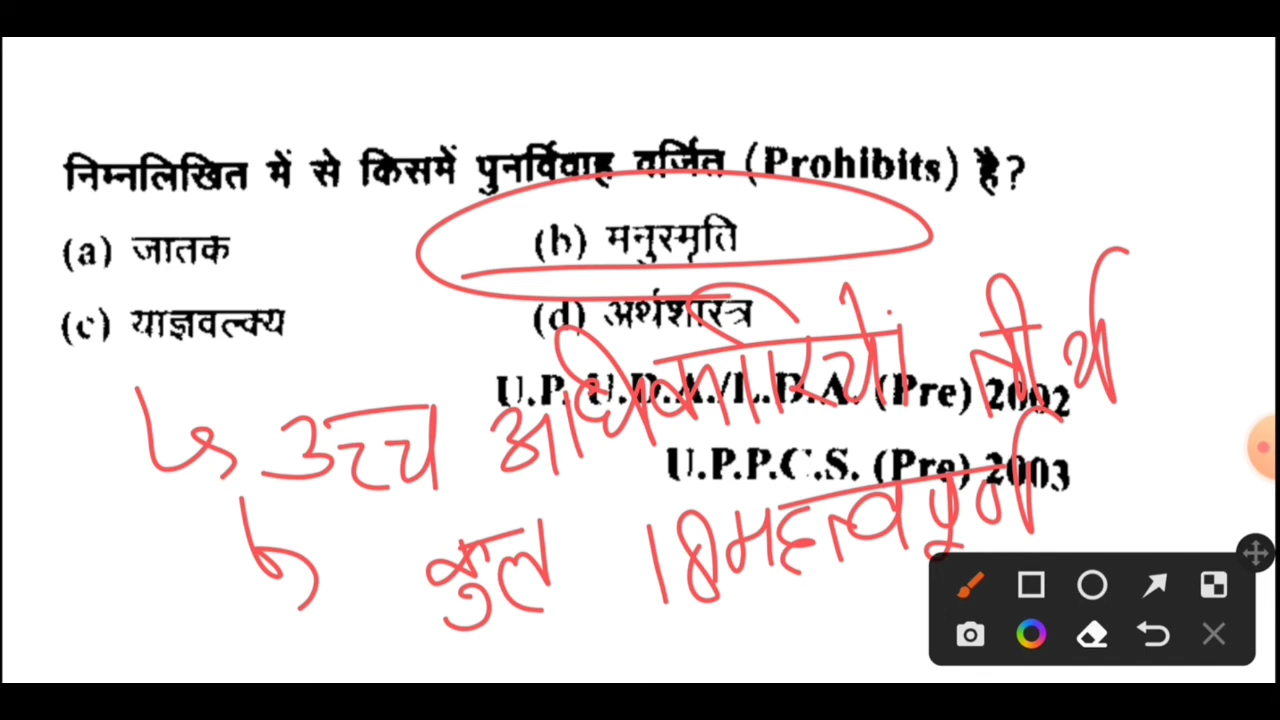 निम्नलिखित में से किसमें पुनर्विवाह वर्जित (Prohibits) है?
(a) जातक (b) मनुस्मृति
(c) याज्ञवल्क्य (d) अर्थशास्त्र
U.P. U.D.A./L.D.A. (Pre) 2002
उच्च अधिकारियों तीर्थ
U.P.P.C.S. (Pre) 2003
कुल 18 महत्वपूर्ण